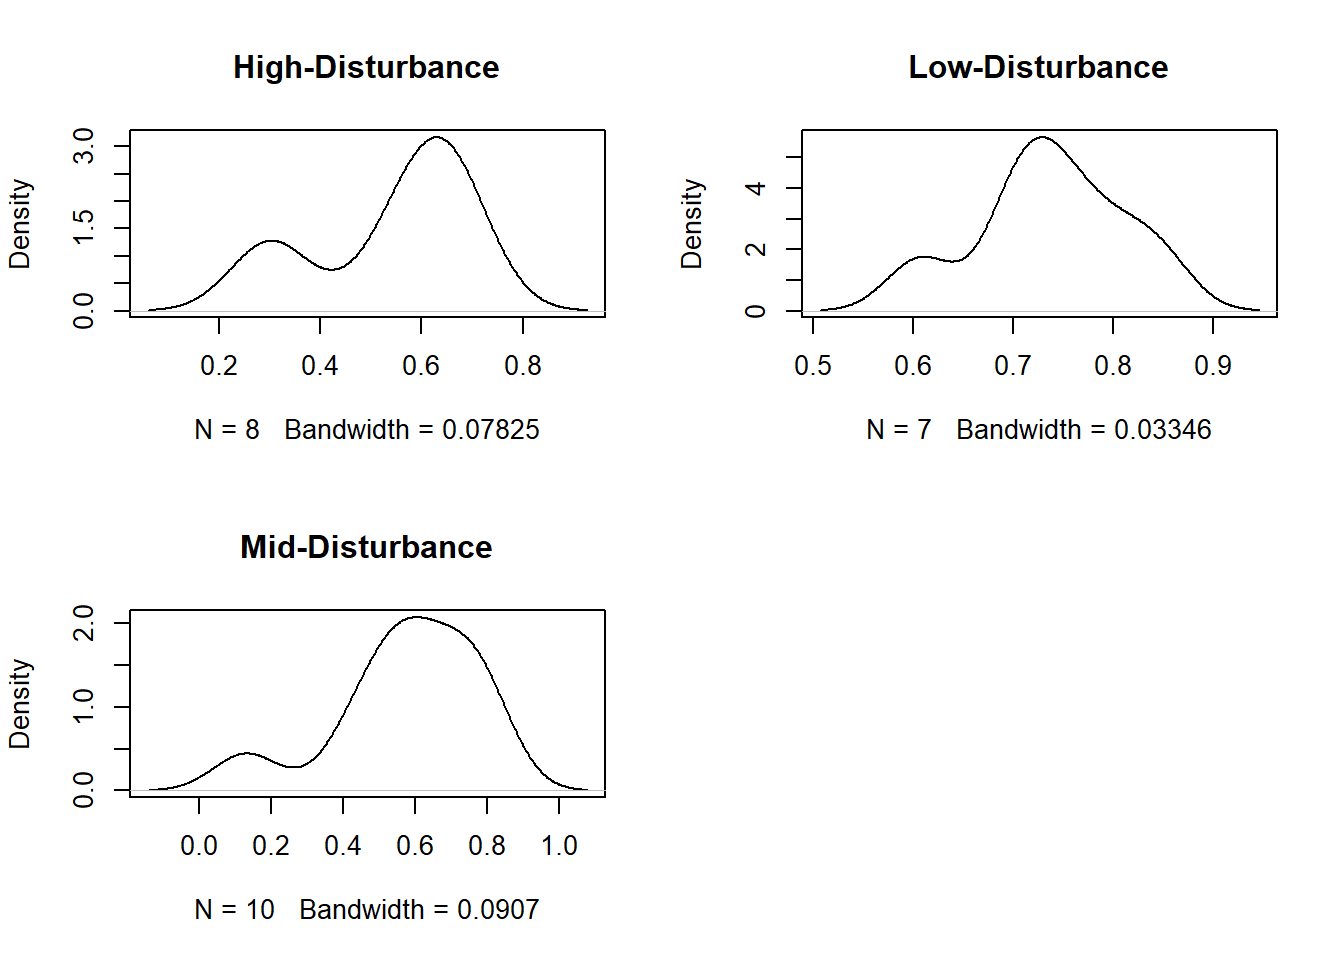 High-Disturbance
Density
0.0 1.5 3.0
0.2 0.4 0.6 0.8
N = 8 Bandwidth = 0.07825
Low-Disturbance
Density
0 2 4
0.5 0.6 0.7 0.8 0.9
N = 7 Bandwidth = 0.03346
Mid-Disturbance
Density
0.0 1.0 2.0
0.0 0.2 0.4 0.6 0.8 1.0
N = 10 Bandwidth = 0.0907